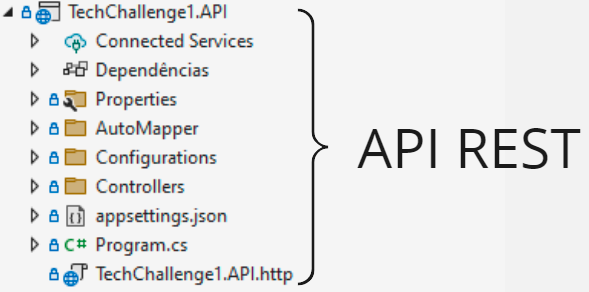 TechChallenge1.API
Connected Services
Dependências
Properties
AutoMapper
Configurations
Controllers
appsettings.json
C# Program.cs
TechChallenge1.API.http
API REST